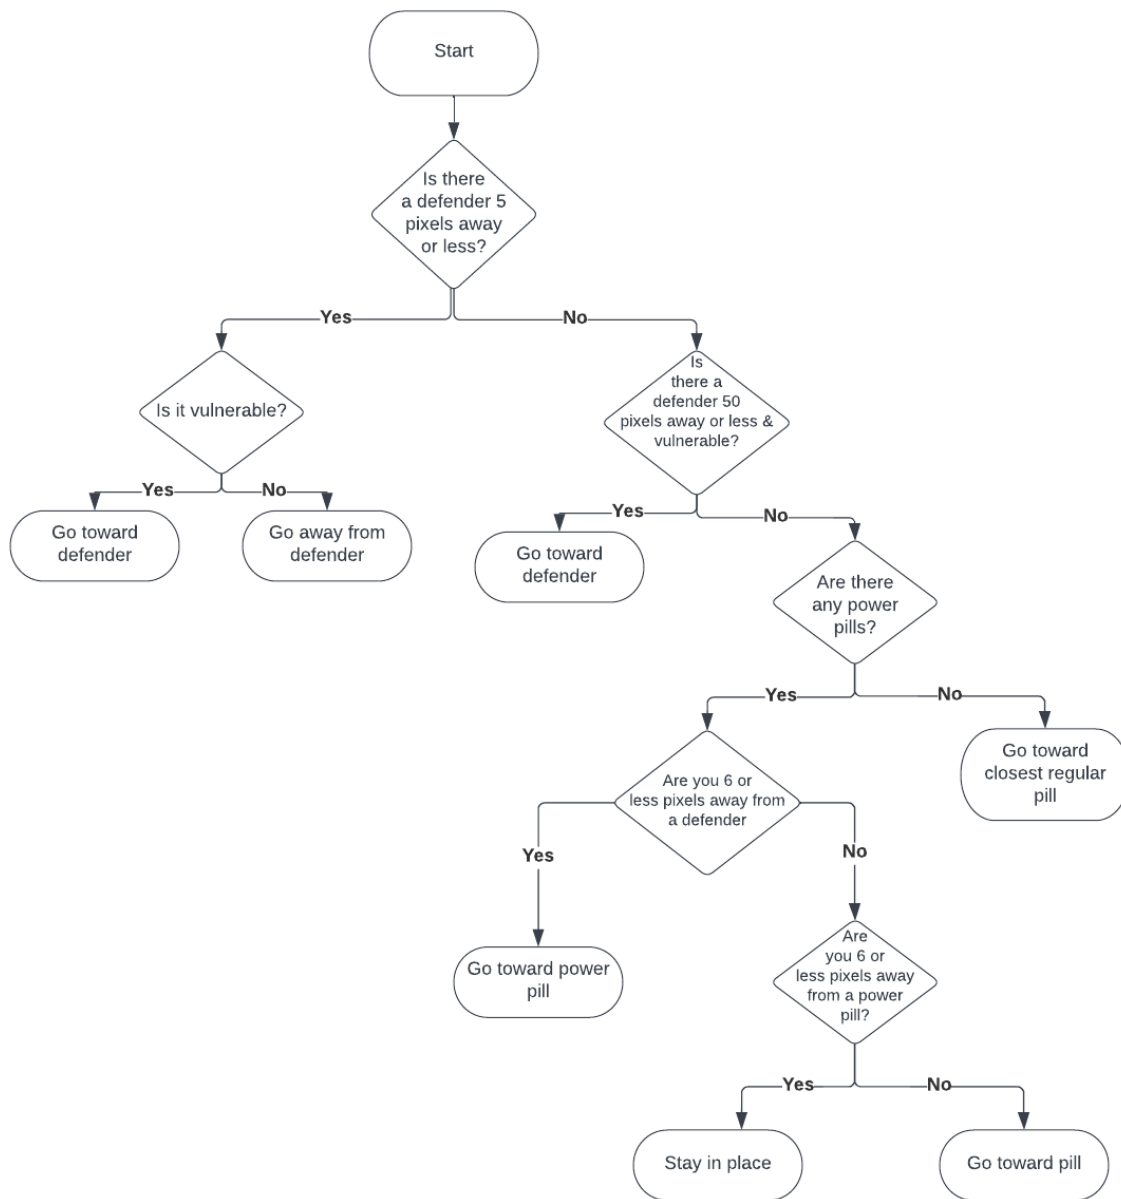 Start
Is there
a defender 5
pixels away
or less?
Yes
No
Is it vulnerable?
Is
there a
defender 50
pixels away or less &
vulnerable?
Yes
No
Go toward
defender
Go away from
defender
Yes
No
Go toward
defender
Are there
any power
pills?
Yes
No
Are you 6 or
less pixels away from
a defender
Go toward
closest regular
pill
Yes
No
Go toward power
pill
Are
you 6 or
less pixels away
from a power
pill?
Yes
No
Stay in place
Go toward pill